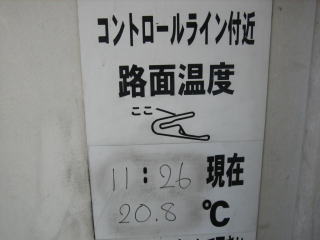 コントロールライン付近
路面温度
ここ
11:26 現在
20.8 ℃